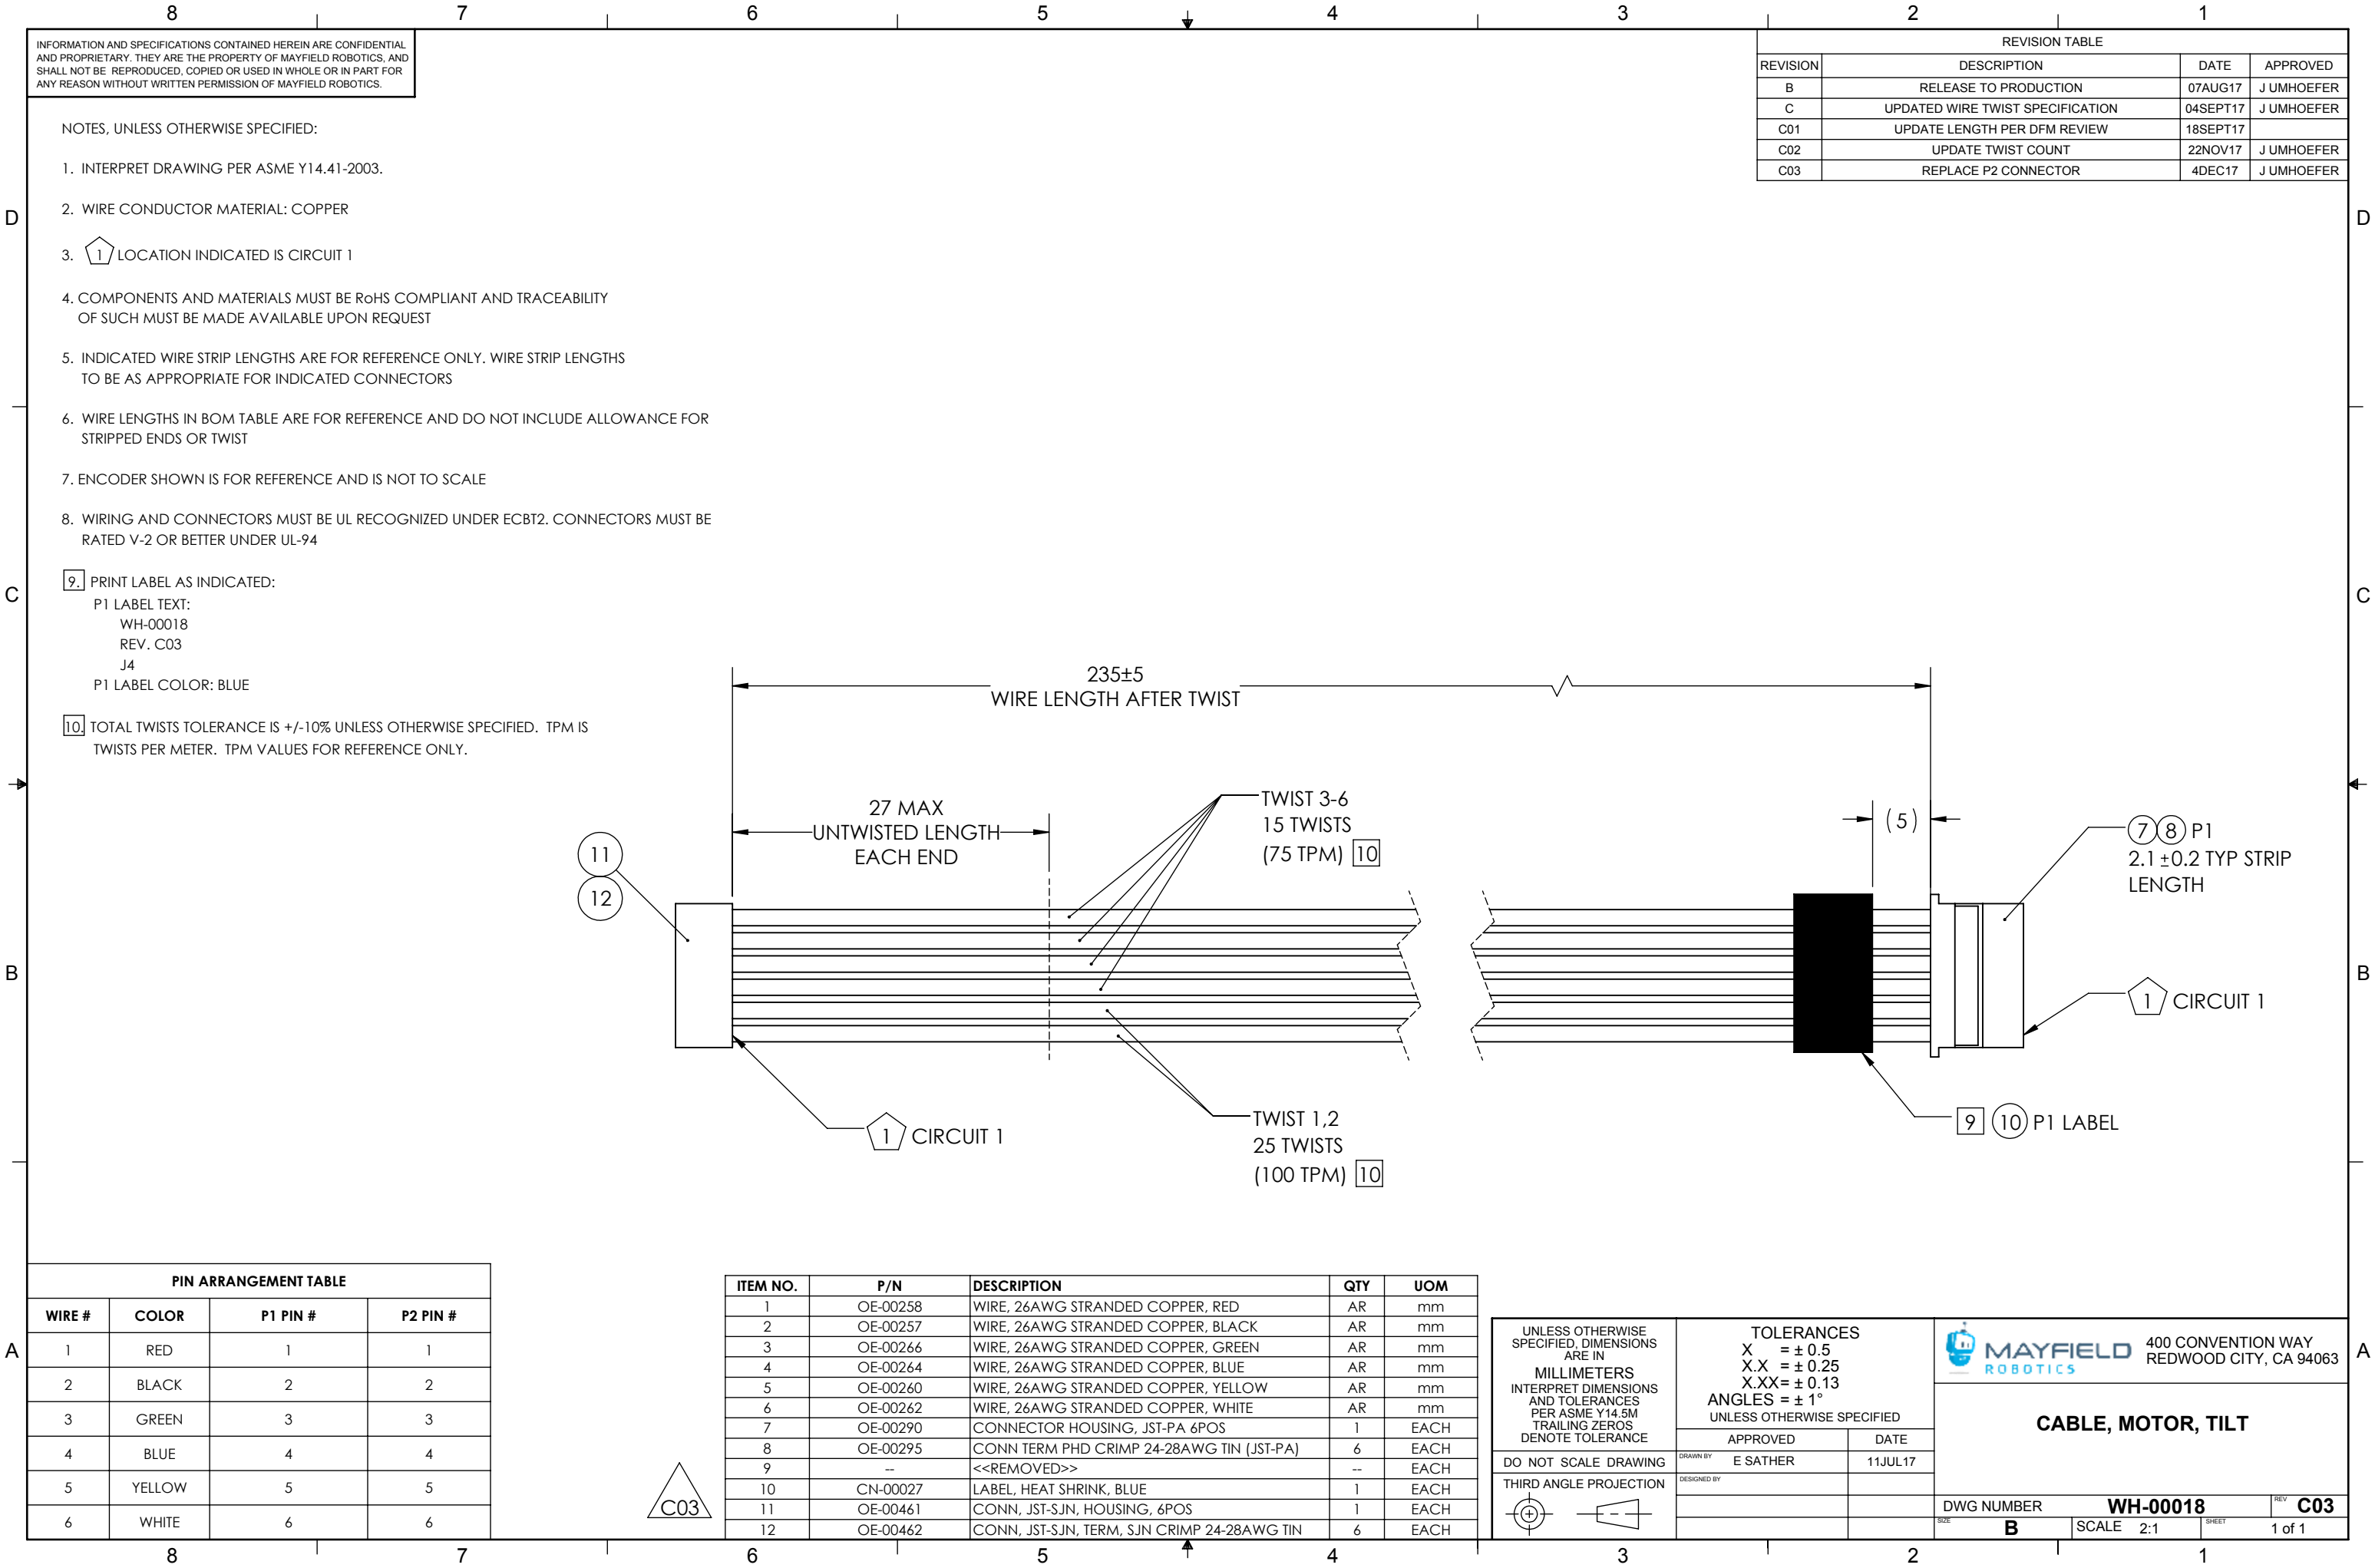 8 7 6 5 4 3 2 1
INFORMATION AND SPECIFICATIONS CONTAINED HEREIN ARE CONFIDENTIAL
AND PROPRIETARY. THEY ARE THE PROPERTY OF MAYFIELD ROBOTICS, AND
SHALL NOT BE REPRODUCED, COPIED OR USED IN WHOLE OR IN PART FOR
ANY REASON WITHOUT WRITTEN PERMISSION OF MAYFIELD ROBOTICS.
REVISION TABLE
REVISION DESCRIPTION DATE APPROVED
B RELEASE TO PRODUCTION 07AUG17 J UMHOEFER
C UPDATED WIRE TWIST SPECIFICATION 04SEPT17 J UMHOEFER
C01 UPDATE LENGTH PER DFM REVIEW 18SEPT17
C02 UPDATE TWIST COUNT 22NOV17 J UMHOEFER
C03 REPLACE P2 CONNECTOR 4DEC17 J UMHOEFER
NOTES, UNLESS OTHERWISE SPECIFIED:
1. INTERPRET DRAWING PER ASME Y14.41-2003.
2. WIRE CONDUCTOR MATERIAL: COPPER
3. 1 LOCATION INDICATED IS CIRCUIT 1
4. COMPONENTS AND MATERIALS MUST BE RoHS COMPLIANT AND TRACEABILITY
OF SUCH MUST BE MADE AVAILABLE UPON REQUEST
5. INDICATED WIRE STRIP LENGTHS ARE FOR REFERENCE ONLY. WIRE STRIP LENGTHS
TO BE AS APPROPRIATE FOR INDICATED CONNECTORS
6. WIRE LENGTHS IN BOM TABLE ARE FOR REFERENCE AND DO NOT INCLUDE ALLOWANCE FOR
STRIPPED ENDS OR TWIST
7. ENCODER SHOWN IS FOR REFERENCE AND IS NOT TO SCALE
8. WIRING AND CONNECTORS MUST BE UL RECOGNIZED UNDER ECBT2. CONNECTORS MUST BE
RATED V-2 OR BETTER UNDER UL-94
9. PRINT LABEL AS INDICATED:
P1 LABEL TEXT:
WH-00018
REV. C03
J4
P1 LABEL COLOR: BLUE
10. TOTAL TWISTS TOLERANCE IS +/-10% UNLESS OTHERWISE SPECIFIED. TPM IS
TWISTS PER METER. TPM VALUES FOR REFERENCE ONLY.
D D
C C
B B
A A
235±5
WIRE LENGTH AFTER TWIST
27 MAX
UNTWISTED LENGTH
EACH END
TWIST 3-6
15 TWISTS
(75 TPM) 10
(5)
7 8 P1
2.1±0.2 TYP STRIP
LENGTH
11
12
1 CIRCUIT 1
1 CIRCUIT 1
TWIST 1,2
25 TWISTS
(100 TPM) 10
9 10 P1 LABEL
PIN ARRANGEMENT TABLE
WIRE # COLOR P1 PIN # P2 PIN #
1 RED 1 1
2 BLACK 2 2
3 GREEN 3 3
4 BLUE 4 4
5 YELLOW 5 5
6 WHITE 6 6
C03
ITEM NO. P/N DESCRIPTION QTY UOM
1 OE-00258 WIRE, 26AWG STRANDED COPPER, RED AR mm
2 OE-00257 WIRE, 26AWG STRANDED COPPER, BLACK AR mm
3 OE-00266 WIRE, 26AWG STRANDED COPPER, GREEN AR mm
4 OE-00264 WIRE, 26AWG STRANDED COPPER, BLUE AR mm
5 OE-00260 WIRE, 26AWG STRANDED COPPER, YELLOW AR mm
6 OE-00262 WIRE, 26AWG STRANDED COPPER, WHITE AR mm
7 OE-00290 CONNECTOR HOUSING, JST-PA 6POS 1 EACH
8 OE-00295 CONN TERM PHD CRIMP 24-28AWG TIN (JST-PA) 6 EACH
9 -- <<REMOVED>> -- EACH
10 CN-00027 LABEL, HEAT SHRINK, BLUE 1 EACH
11 OE-00461 CONN, JST-SJN, HOUSING, 6POS 1 EACH
12 OE-00462 CONN, JST-SJN, TERM, SJN CRIMP 24-28AWG TIN 6 EACH
UNLESS OTHERWISE
SPECIFIED, DIMENSIONS
ARE IN
MILLIMETERS
INTERPRET DIMENSIONS
AND TOLERANCES
PER ASME Y14.5M
TRAILING ZEROS
DENOTE TOLERANCE
DO NOT SCALE DRAWING
THIRD ANGLE PROJECTION
TOLERANCES
X = ± 0.5
X.X = ± 0.25
X.XX= ± 0.13
ANGLES = ± 1°
UNLESS OTHERWISE SPECIFIED
APPROVED DATE
DRAWN BY E SATHER 11JUL17
DESIGNED BY
MAYFIELD
ROBOTICS
400 CONVENTION WAY
REDWOOD CITY, CA 94063
CABLE, MOTOR, TILT
DWG NUMBER WH-00018 REV C03
SIZE B SCALE 2:1 SHEET 1 of 1
8 7 6 5 4 3 2 1